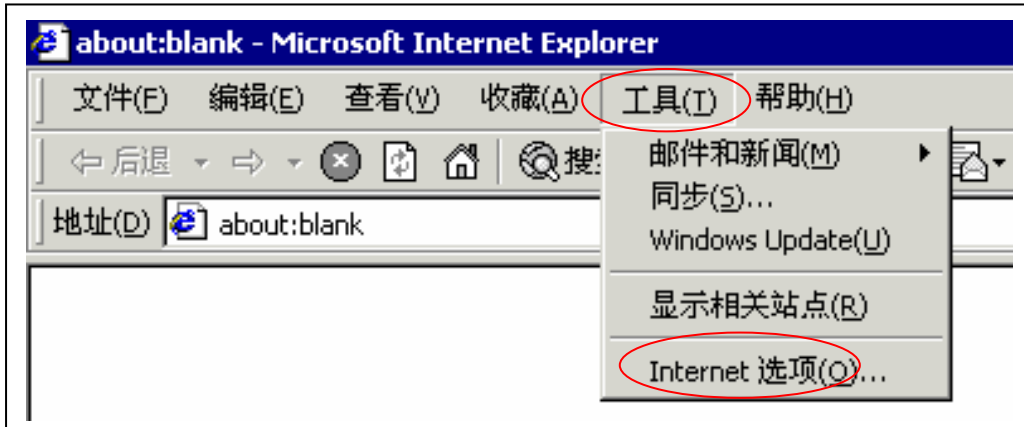 about:blank - Microsoft Internet Explorer
文件(F) 编辑(E) 查看(V) 收藏(A) 工具(T) 帮助(H)
后退 搜
邮件和新闻(M)
同步(S)...
地址(D) about:blank
Windows Update(U)
显示相关站点(R)
Internet 选项(O)...